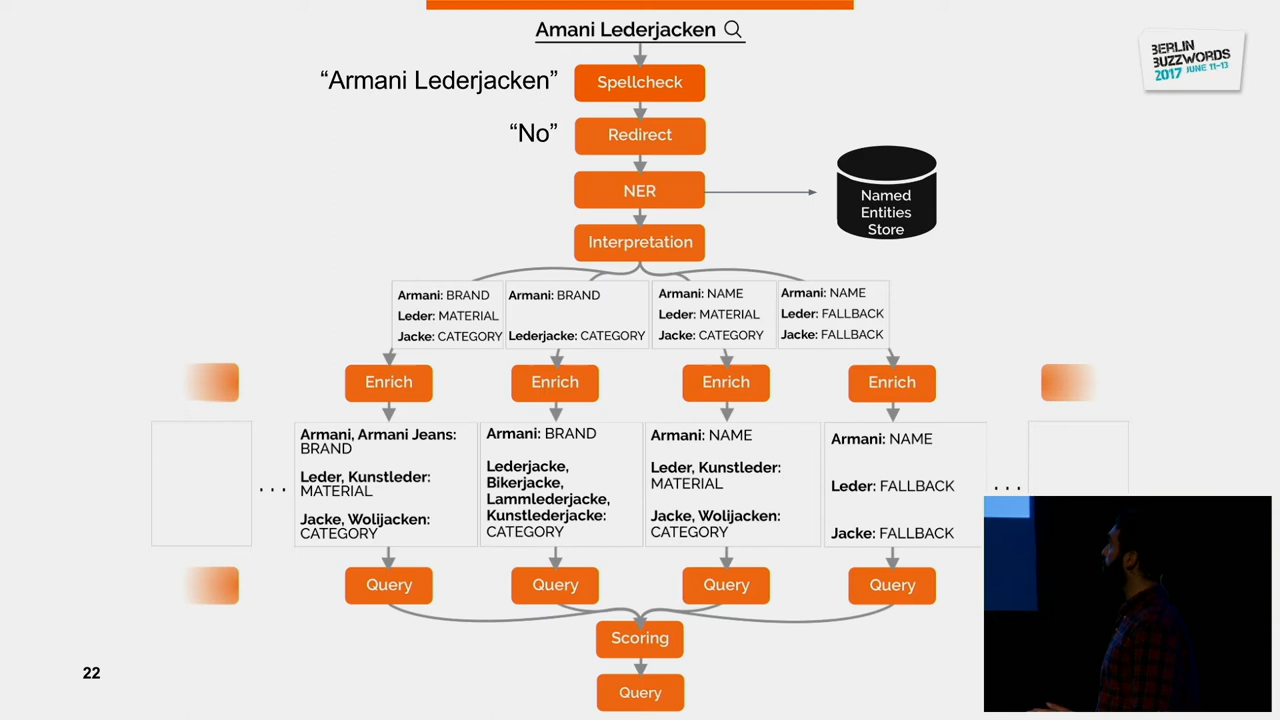 Amani Lederjacken
BERLIN
BUZZWORDS
2017 JUNE 11-13
“Armani Lederjacken”
Spellcheck
“No”
Redirect
NER
Named
Entities
Store
Interpretation
Armani: BRAND
Leder: MATERIAL
Jacke: CATEGORY
Armani: BRAND
Lederjacke: CATEGORY
Armani: NAME
Leder: MATERIAL
Jacke: CATEGORY
Armani: NAME
Leder: FALLBACK
Jacke: FALLBACK
Enrich
Enrich
Enrich
Enrich
. . .
Armani, Armani Jeans:
BRAND
Leder, Kunstleder:
MATERIAL
Jacke, Wolijacken:
CATEGORY
Armani: BRAND
Lederjacke,
Bikerjacke,
Lammlederjacke,
Kunstlederjacke:
CATEGORY
Armani: NAME
Leder, Kunstleder:
MATERIAL
Jacke, Wolijacken:
CATEGORY
Armani: NAME
Leder: FALLBACK
Jacke: FALLBACK
. . .
Query
Query
Query
Query
Scoring
Query
22